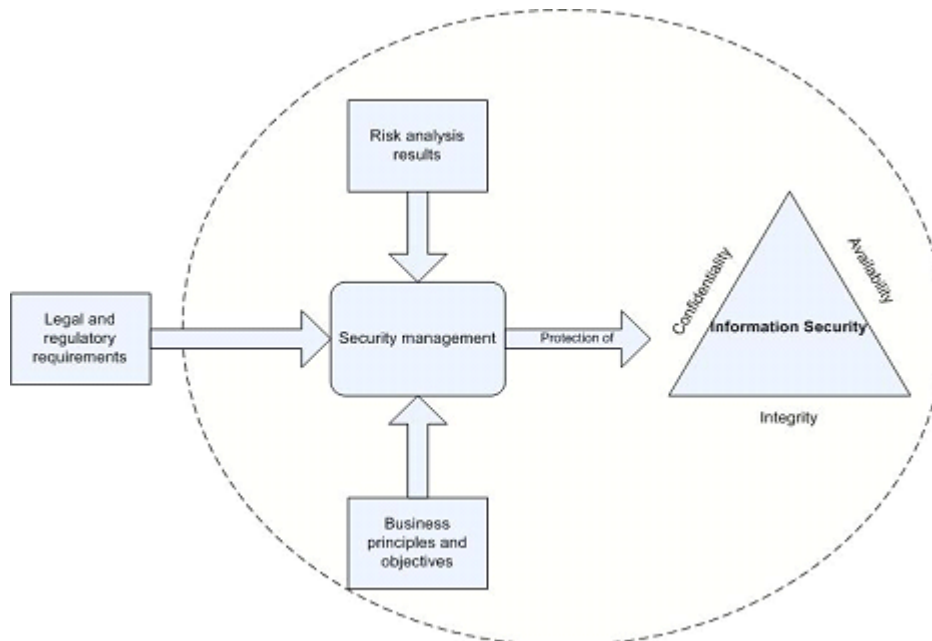 Risk analysis
results
Legal and
regulatory
requirements
Security management
Protection of
Confidentiality
Availability
Information Security
Integrity
Business
principles and
objectives